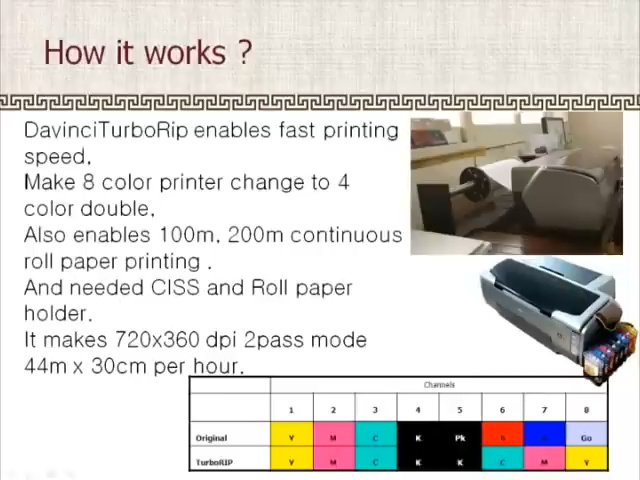 How it works ?
DavinciTurboRip enables fast printing
speed,
Make 8 color printer change to 4
color double,
Also enables 100m, 200m continuous
roll paper printing .
And needed CISS and Roll paper
holder.
It makes 720x360 dpi 2pass mode
44m x 30cm per hour.
Channels
1 2 3 4 5 6 7 8
Original Y M C K Pk Go
TurboRIP Y M C K K C M Y